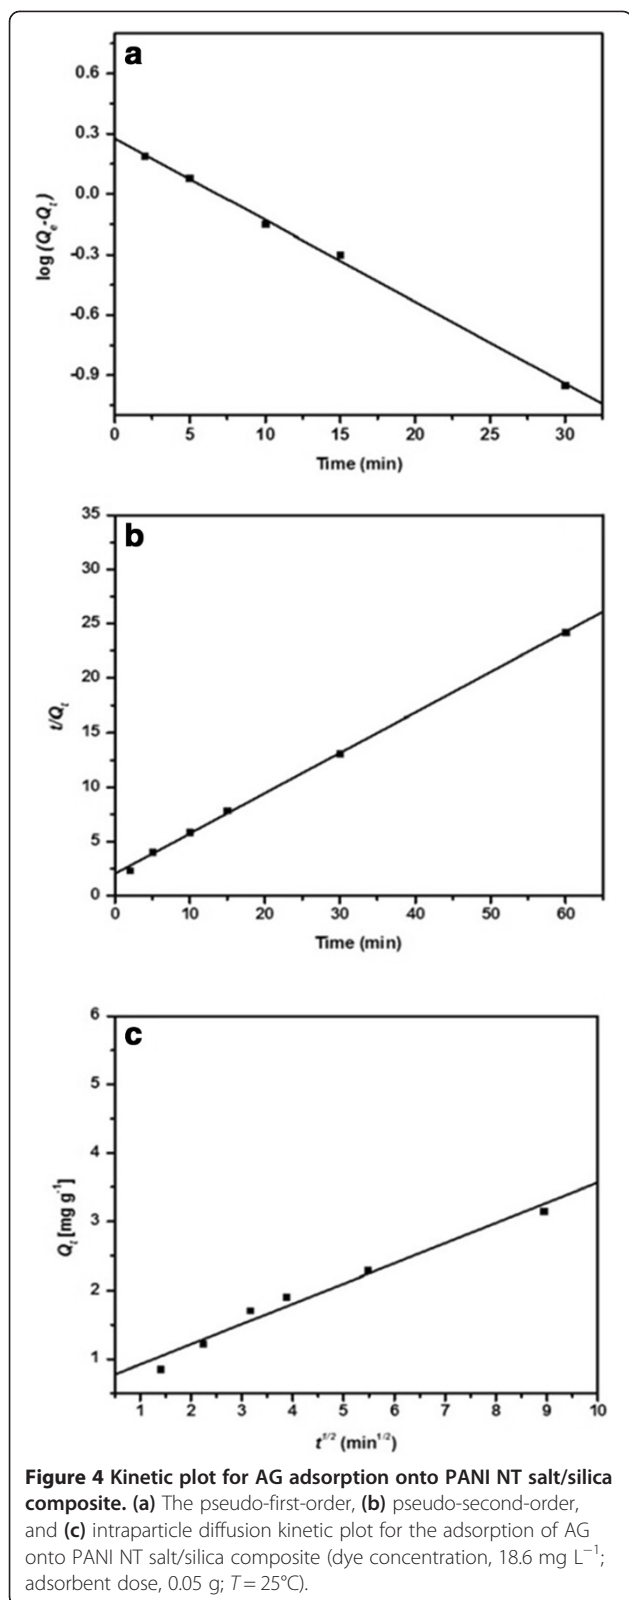 a
0.6
0.3
0.0
-0.3
-0.6
-0.9
log (Qe-Qt)
0 5 10 15 20 25 30
Time (min)
b
35
30
25
20
15
10
5
0
t/Qt
0 10 20 30 40 50 60
Time (min)
c
6
5
4
3
2
1
Qt [mg g-1]
1 2 3 4 5 6 7 8 9 10
t1/2 (min1/2)
Figure 4 Kinetic plot for AG adsorption onto PANI NT salt/silica
composite. (a) The pseudo-first-order, (b) pseudo-second-order,
and (c) intraparticle diffusion kinetic plot for the adsorption of AG
onto PANI NT salt/silica composite (dye concentration, 18.6 mg L−1;
adsorbent dose, 0.05 g; T = 25°C).